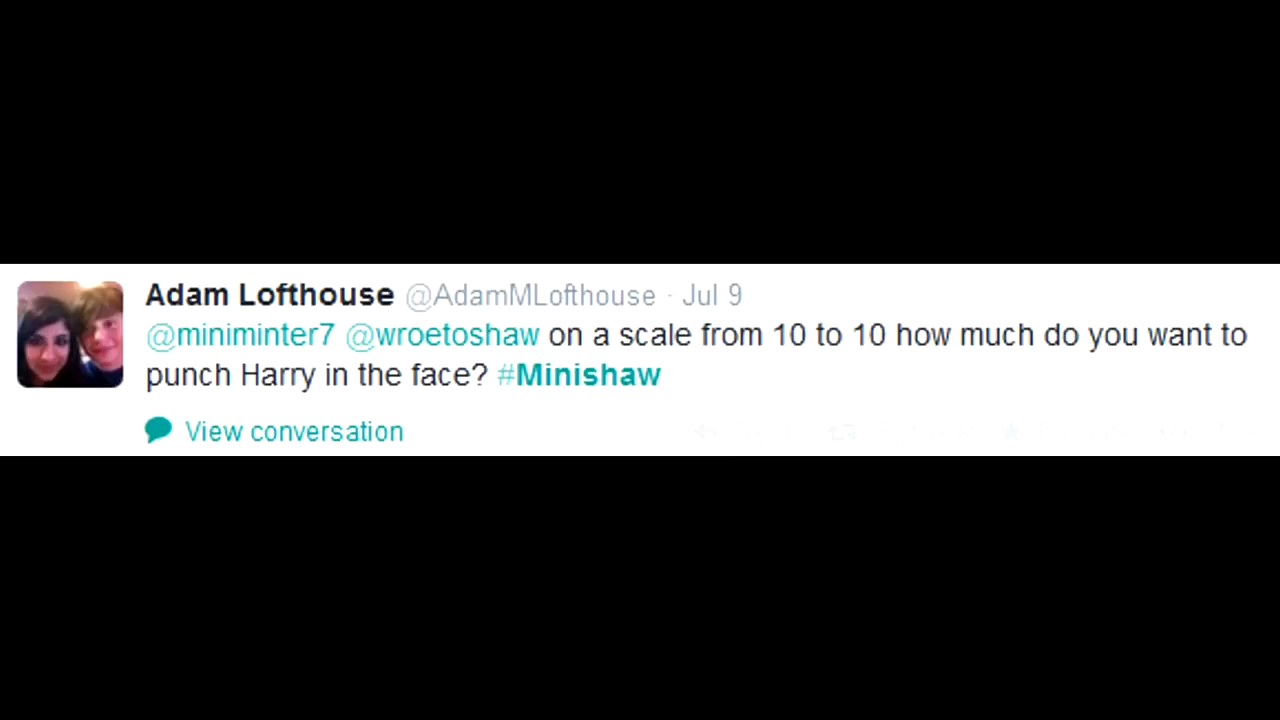 Adam Lofthouse @AdamMLofthouse · Jul 9
@miniminter7 @wroetoshaw on a scale from 10 to 10 how much do you want to
punch Harry in the face? #Minishaw
View conversation